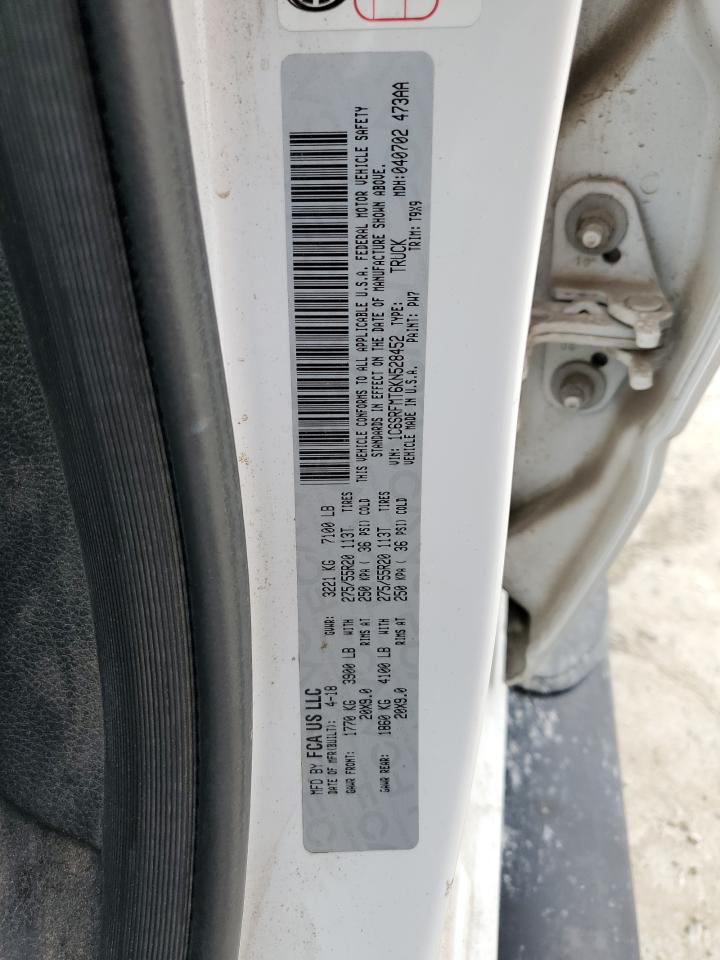 MFD BY FCA US LLC
DATE OF MFR(BUILT): 4-18 GVWR: 3221 KG 7100 LB
GAWR FRONT: 1770 KG 3900 LB WITH 275/55R20 113T TIRES
20X9.0 RIMS AT 250 KPA ( 36 PSI) COLD
GAWR REAR: 1860 KG 4100 LB WITH 275/55R20 113T TIRES
20X9.0 RIMS AT 250 KPA ( 36 PSI) COLD
THIS VEHICLE CONFORMS TO ALL APPLICABLE U.S.A. FEDERAL MOTOR VEHICLE SAFETY
STANDARDS IN EFFECT ON THE DATE OF MANUFACTURE SHOWN ABOVE.
VIN: 1C6SRFMT6KN528452 TYPE: TRUCK MDH:040702 473AA
VEHICLE MADE IN U.S.A. PAINT: PW7 TRIM: T9X9